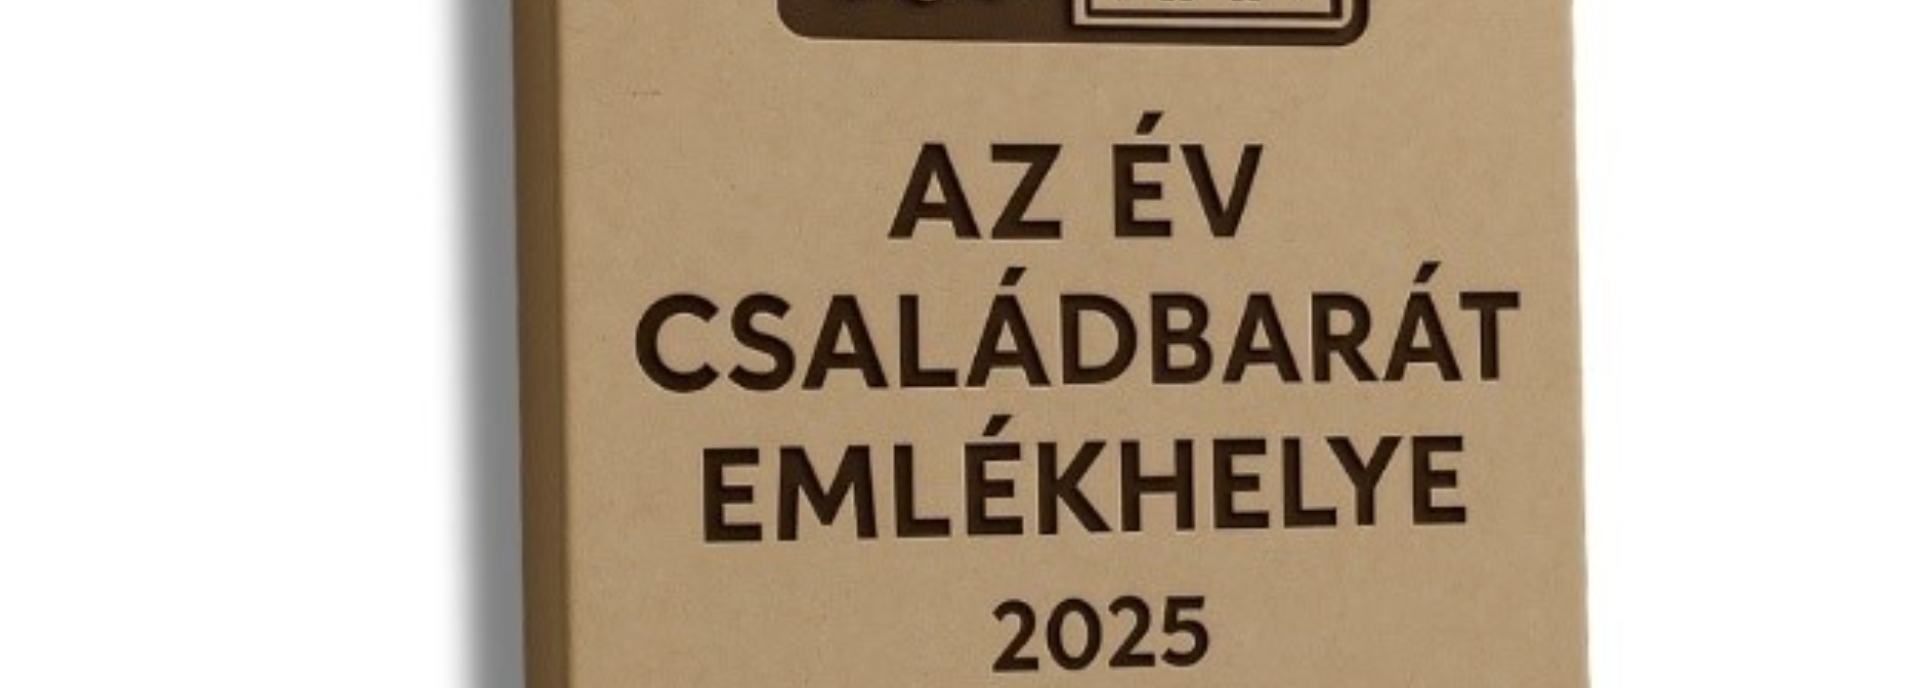 AZ ÉV
CSALÁDBARÁT
EMLÉKHELYE
2025